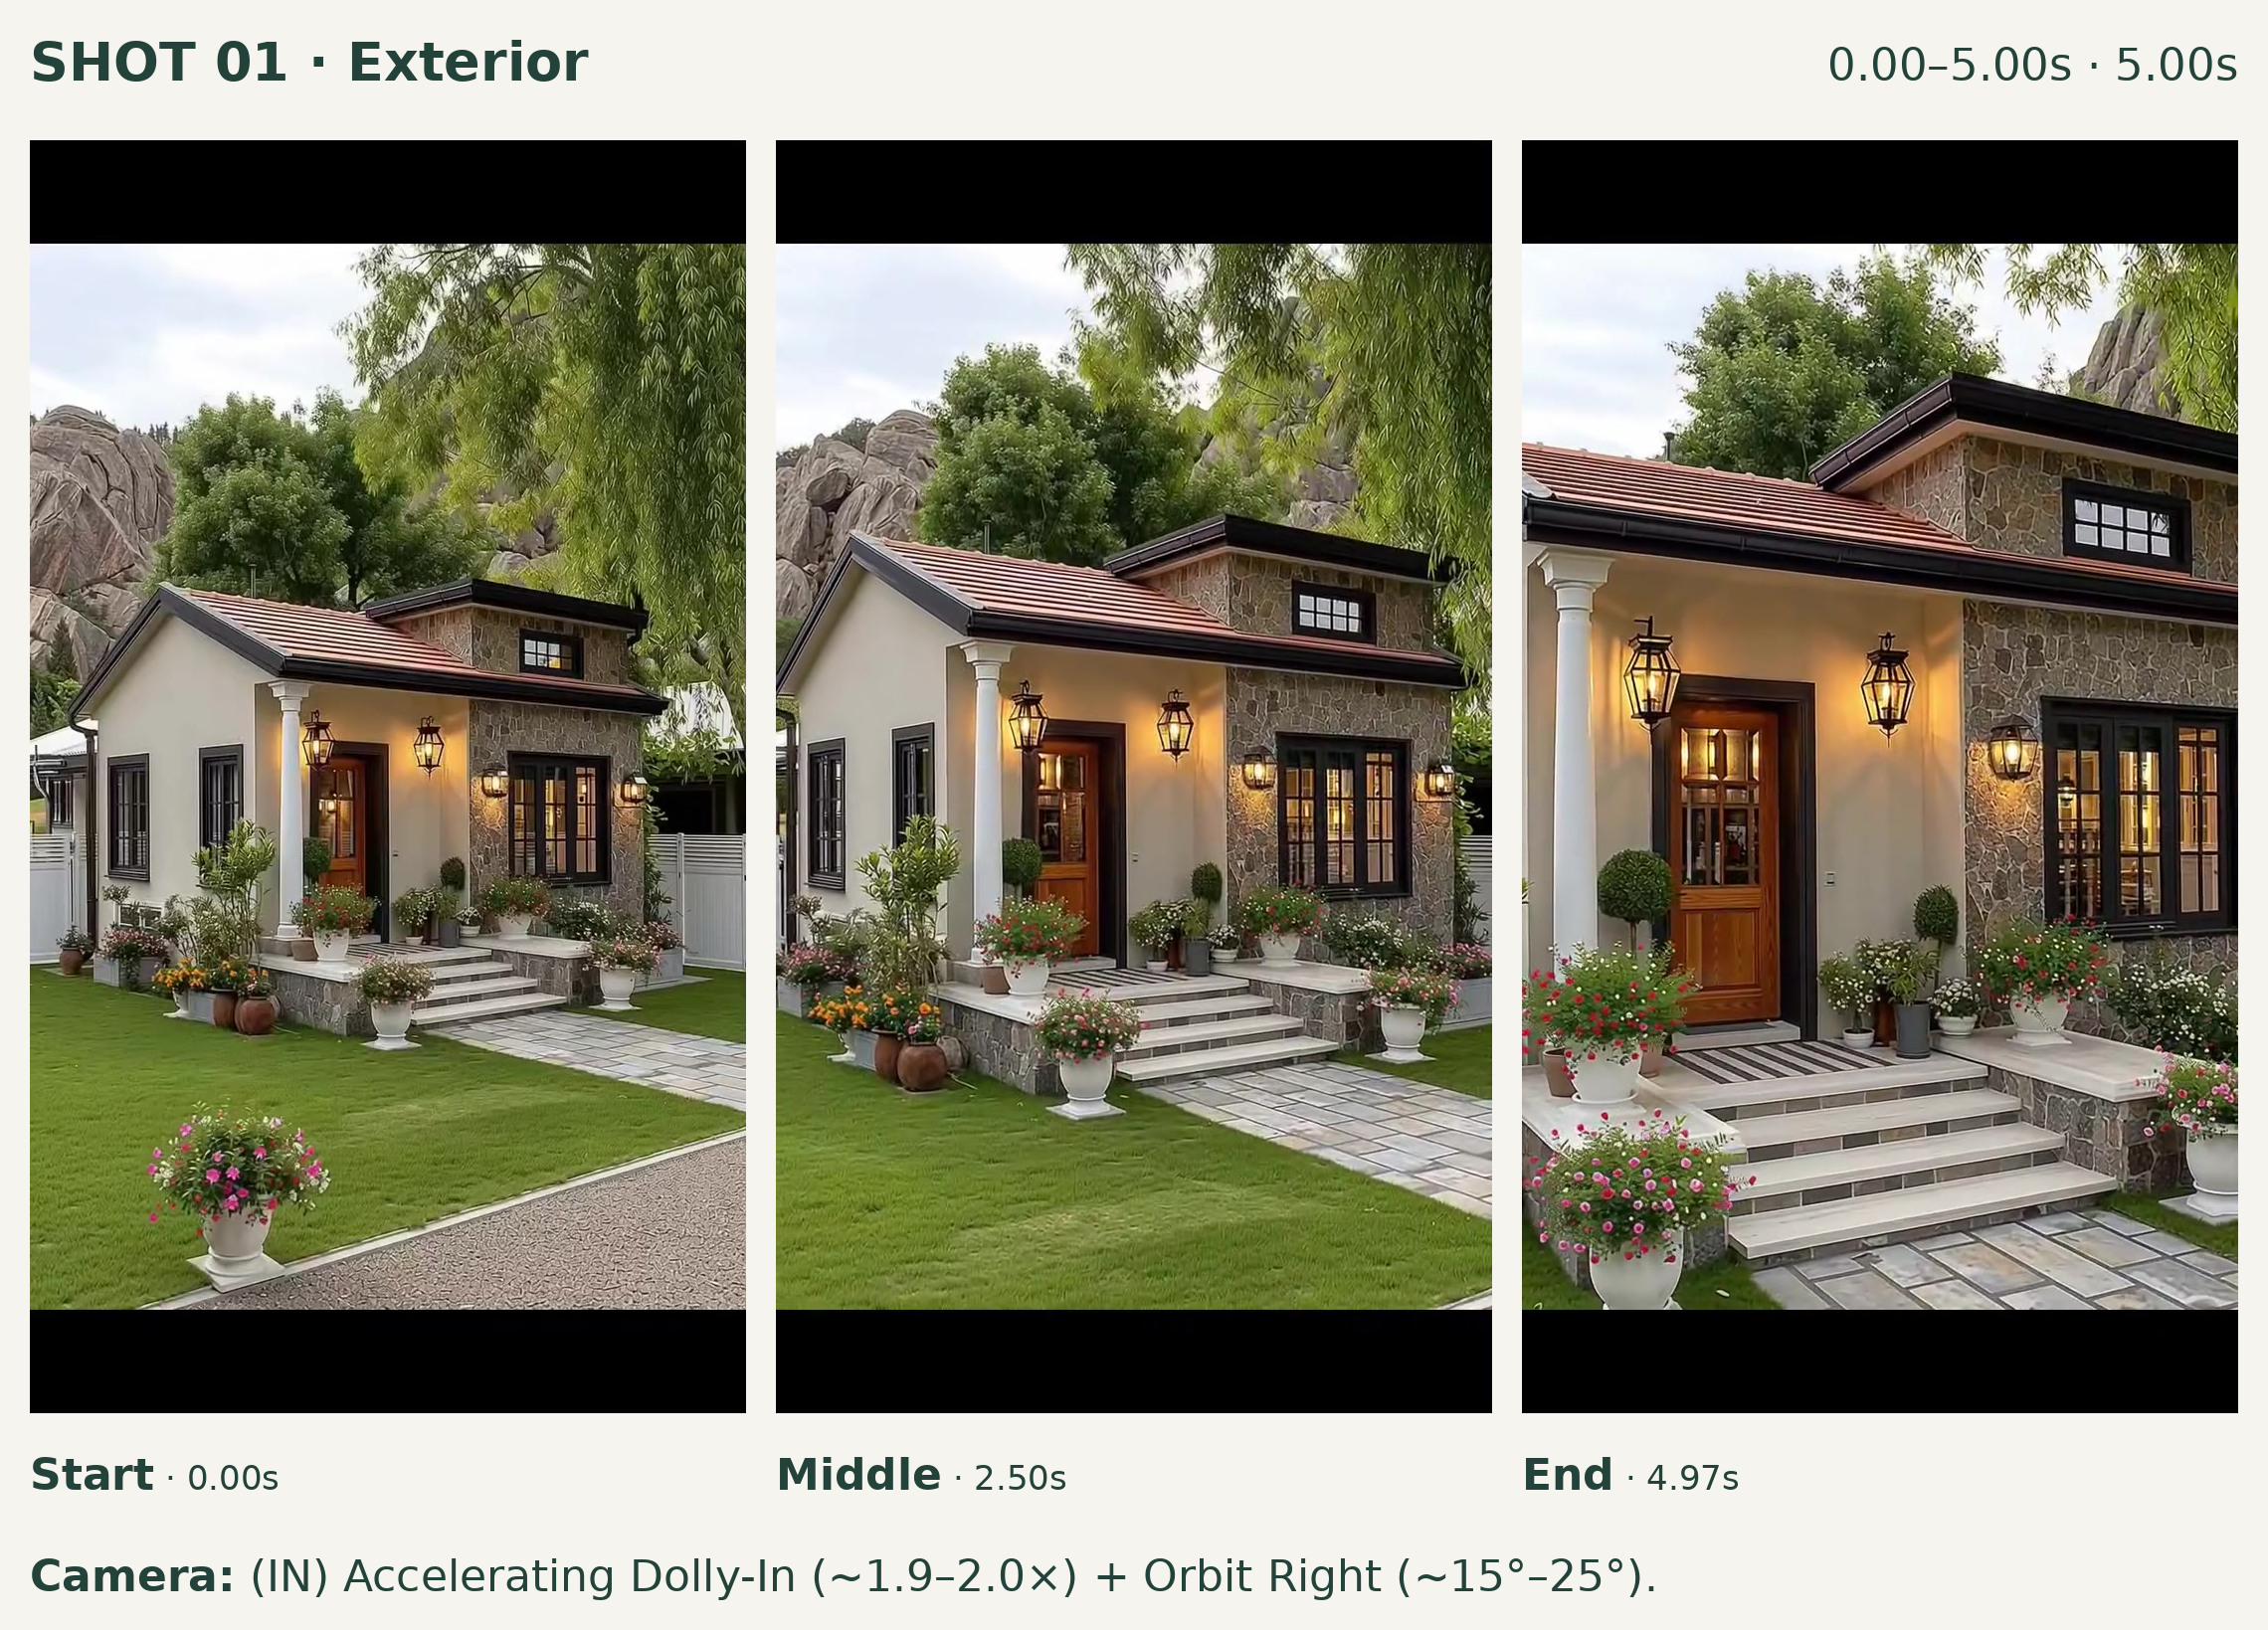 SHOT 01 · Exterior
0.00–5.00s · 5.00s
Start · 0.00s
Middle · 2.50s
End · 4.97s
Camera: (IN) Accelerating Dolly-In (~1.9–2.0×) + Orbit Right (~15°–25°).